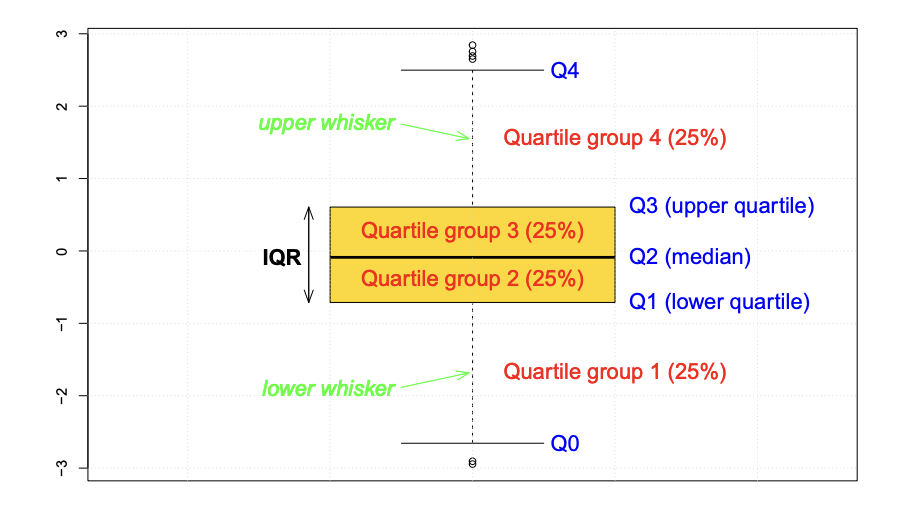 3
Q4
2
upper whisker
Quartile group 4 (25%)
1
Q3 (upper quartile)
Quartile group 3 (25%)
0
IQR
Q2 (median)
Quartile group 2 (25%)
Q1 (lower quartile)
−1
Quartile group 1 (25%)
lower whisker
−2
Q0
−3